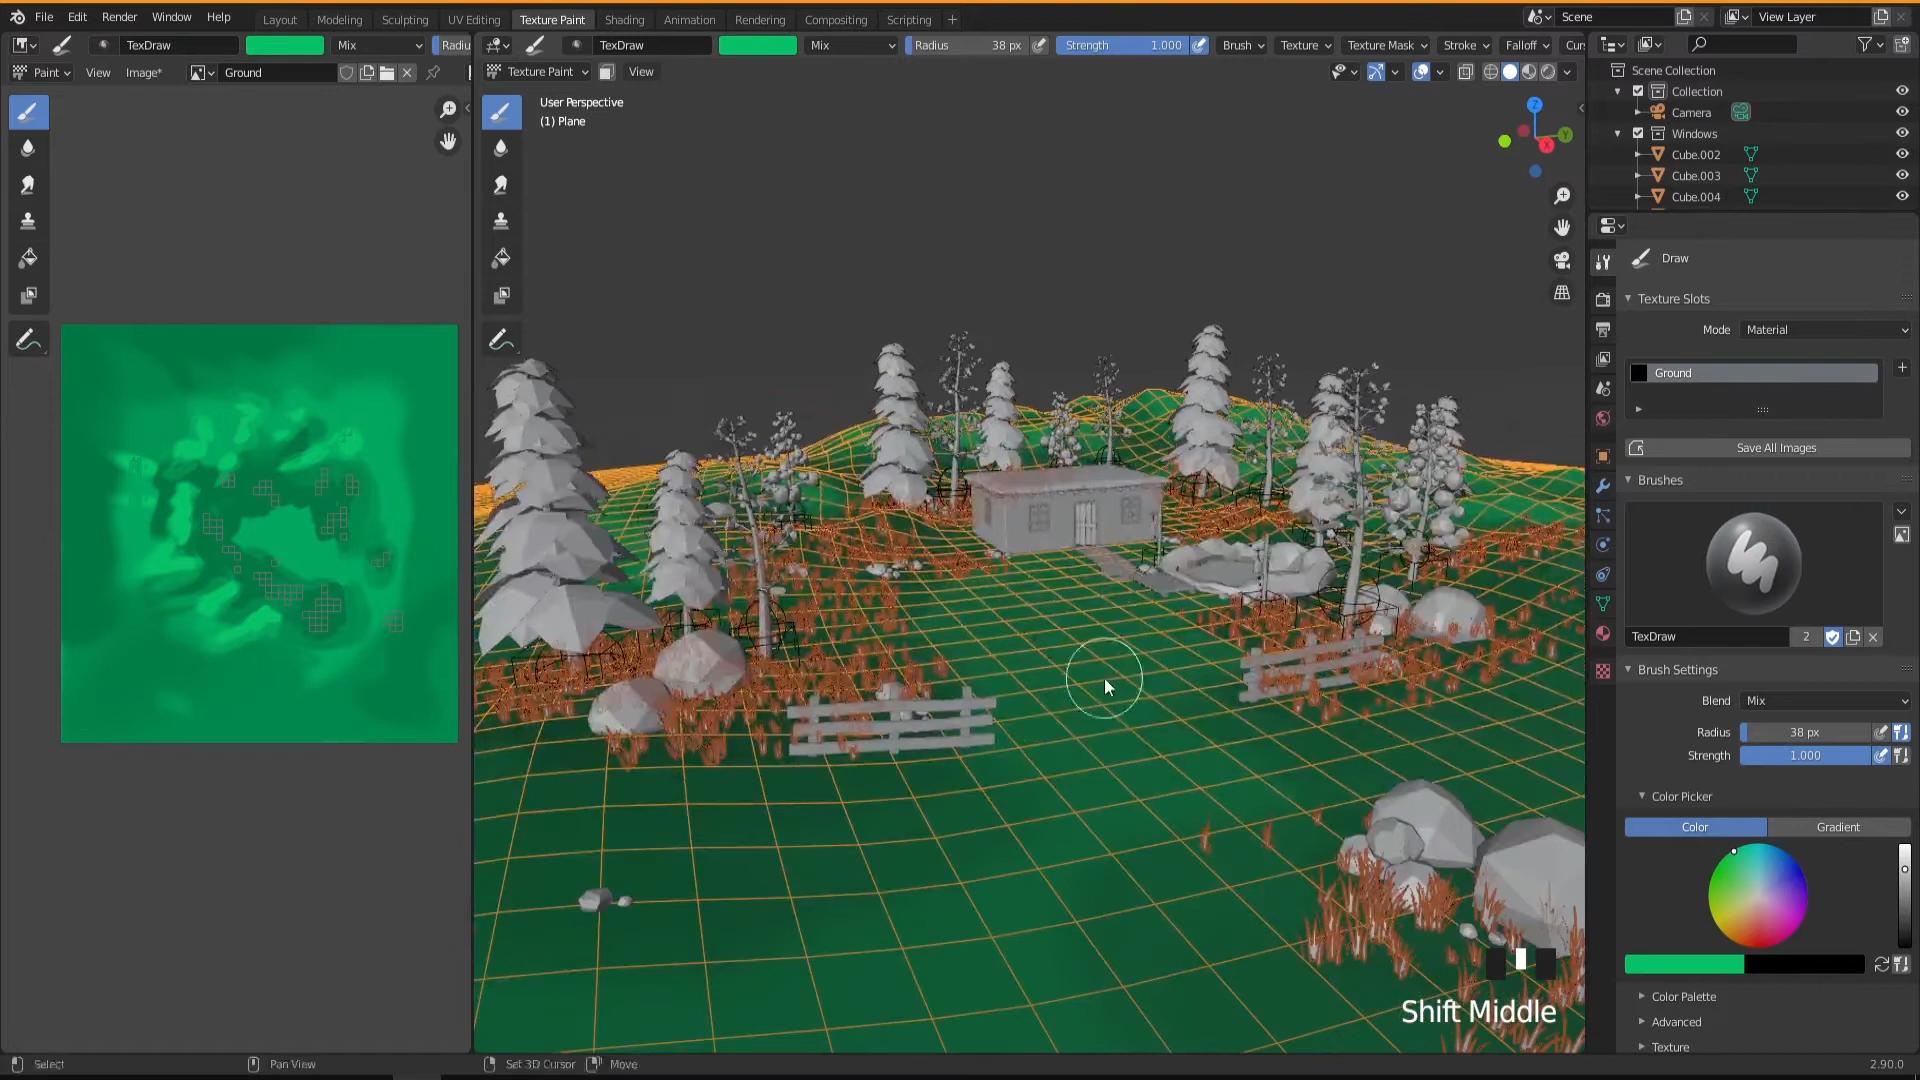 File Edit Render Window Help
Layout Modeling Sculpting UV Editing Texture Paint Shading Animation Rendering Compositing Scripting +
Scene
View Layer
TexDraw Mix Radiu
TexDraw Mix Radius 38 px Strength 1.000 Brush Texture Texture Mask Stroke Falloff Cur
Paint View Image* Ground
Texture Paint View
User Perspective
(1) Plane
Z
Y
X
Scene Collection
Collection
Camera
Windows
Cube.002
Cube.003
Cube.004
Draw
Texture Slots
Mode Material
Ground
Save All Images
Brushes
TexDraw 2
Brush Settings
Blend Mix
Radius 38 px
Strength 1.000
Color Picker
Color Gradient
Color Palette
Advanced
Texture
Shift Middle
Select Pan View Set 3D Cursor Move 2.90.0